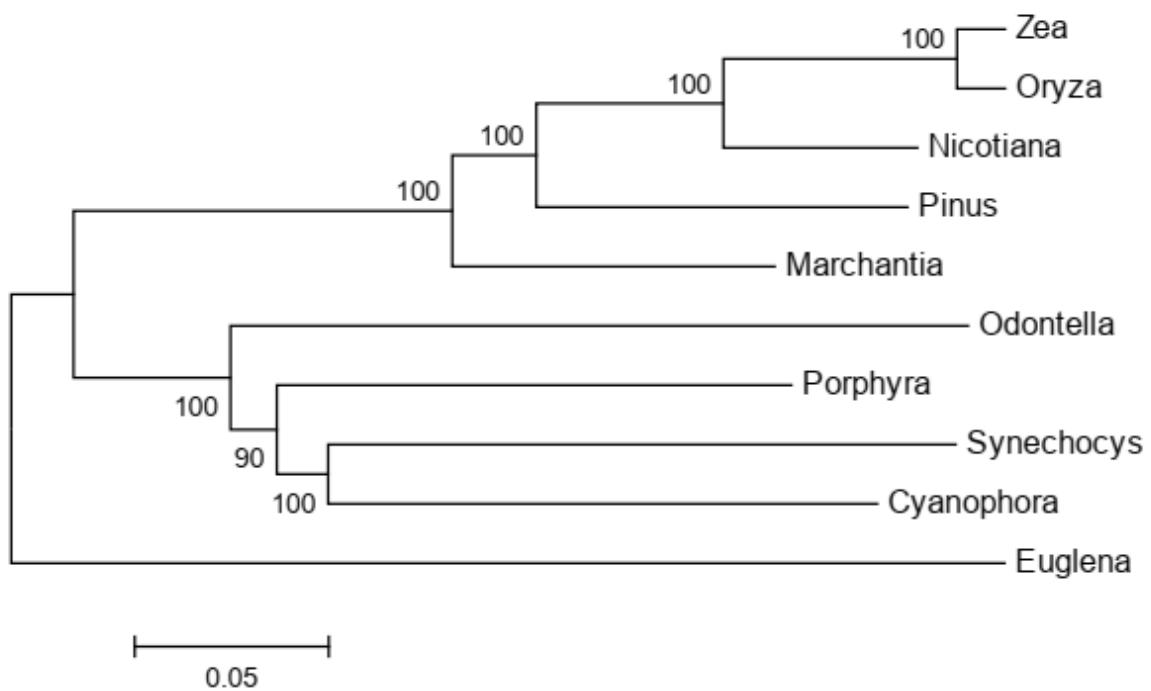 Zea
100
Oryza
100
Nicotiana
100
Pinus
100
Marchantia
Odontella
Porphyra
100
Synechocys
90
Cyanophora
100
Euglena
0.05